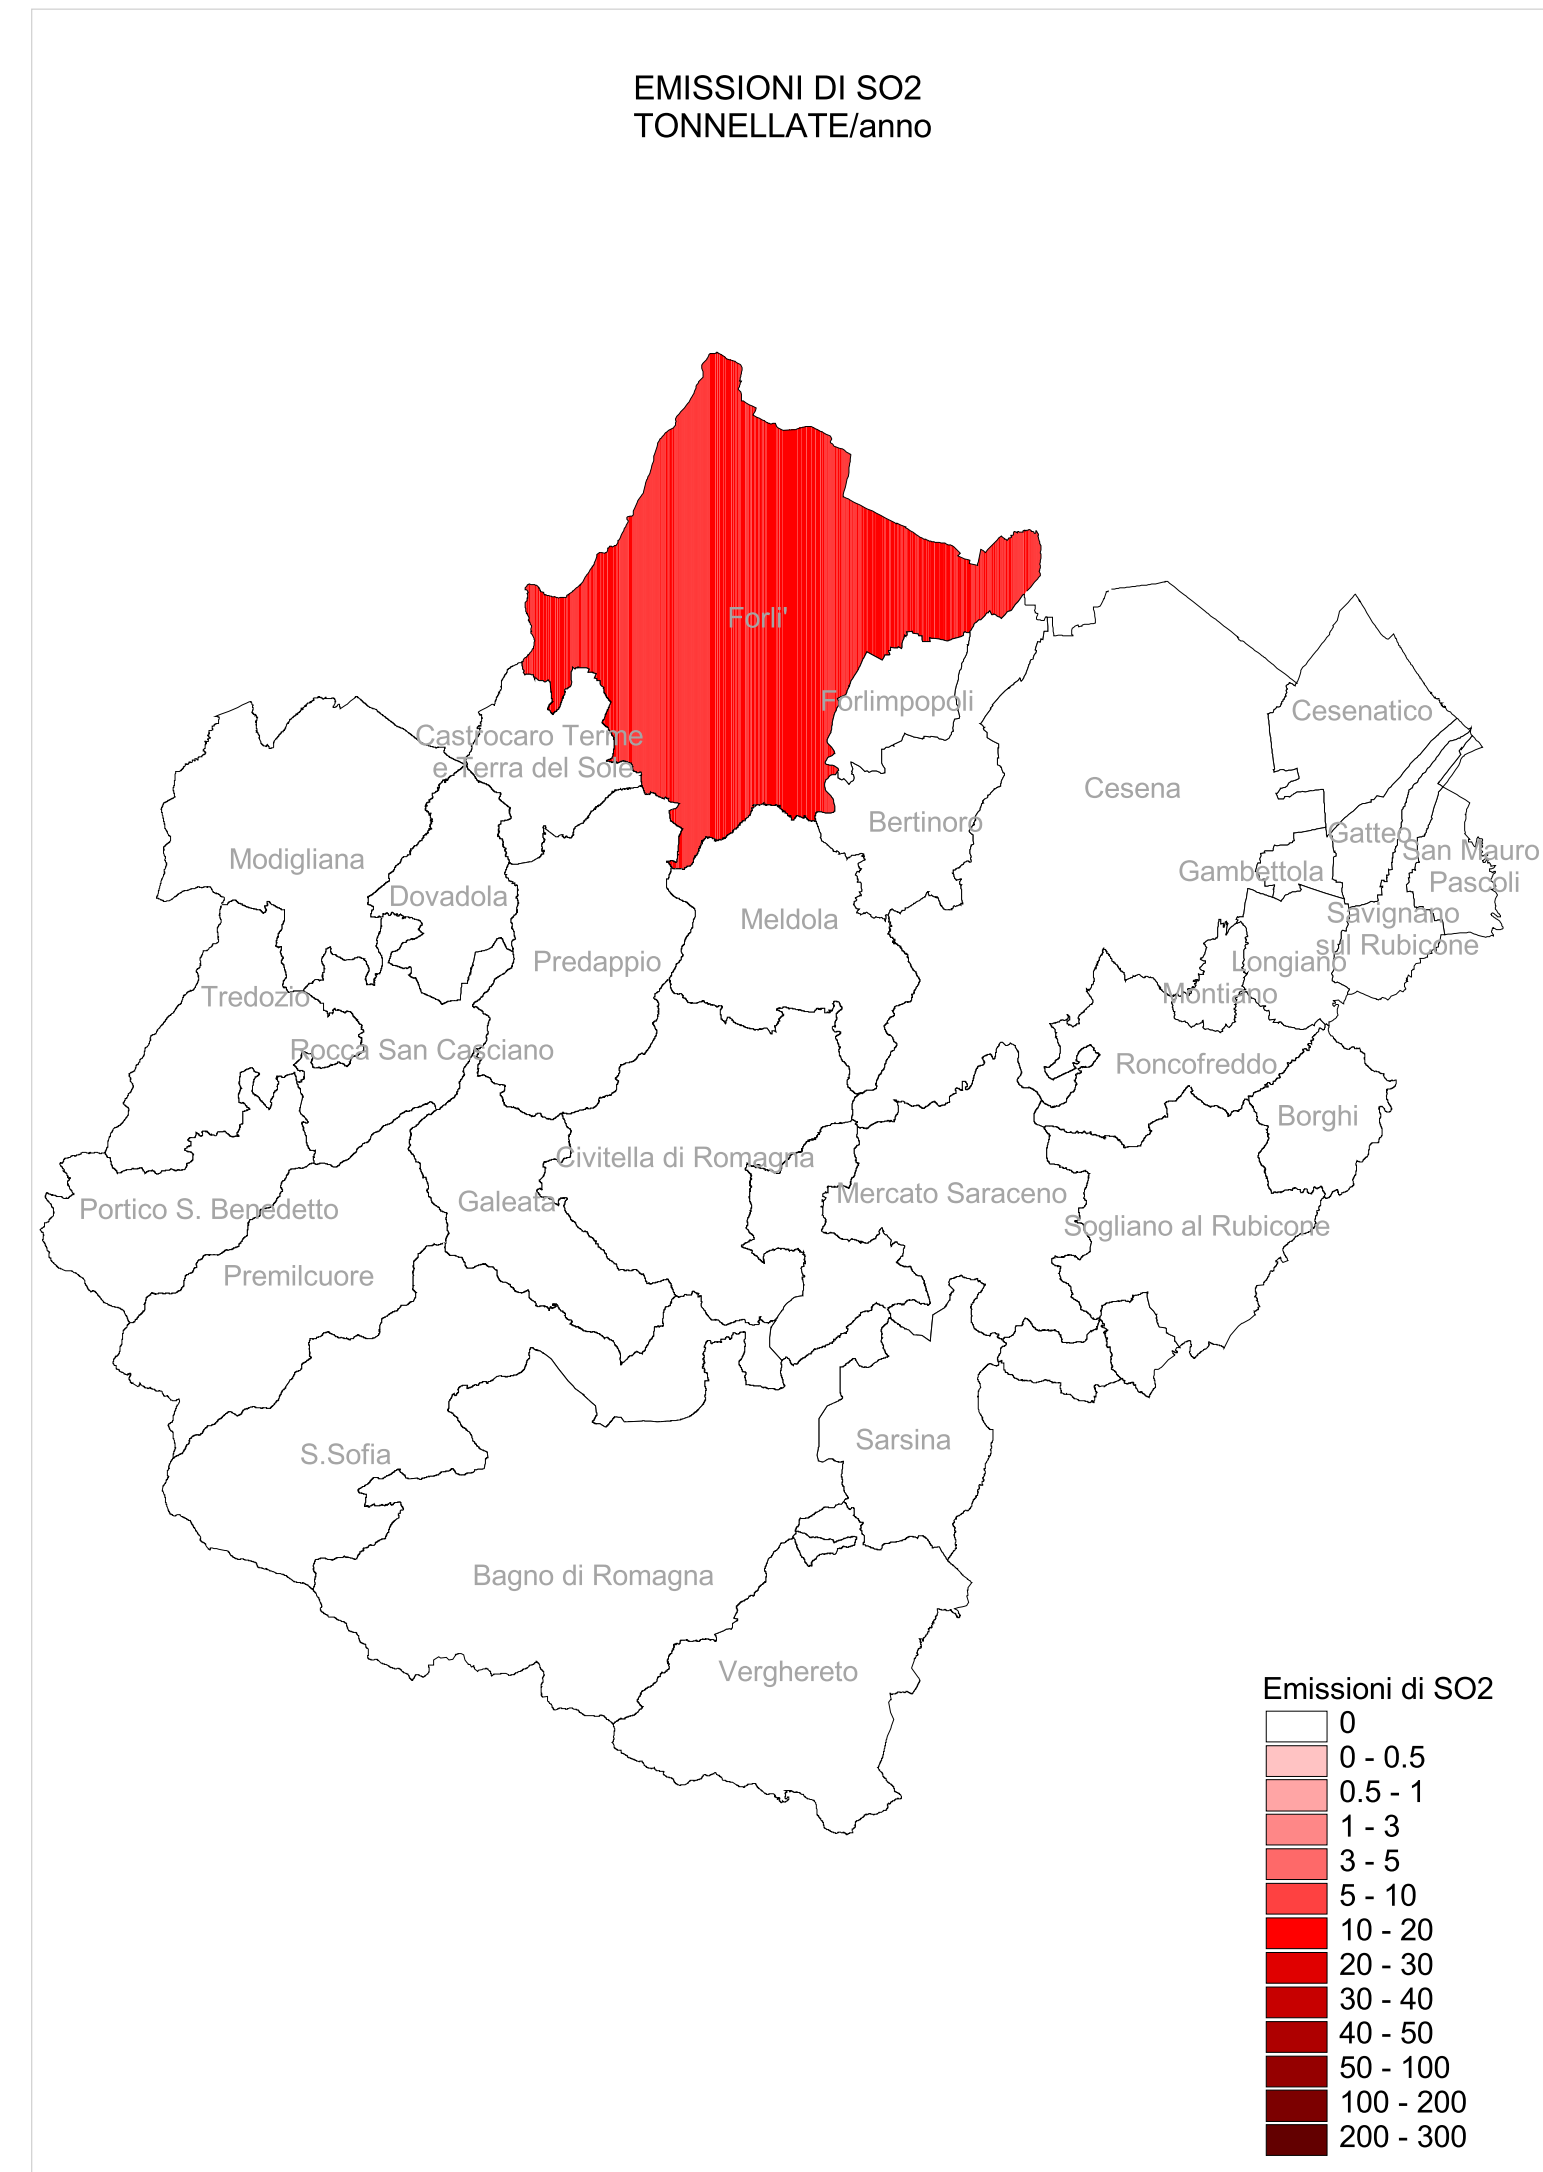 EMISSIONI DI SO2
TONNELLATE/anno
Forli'
Forlimpopoli
Cesenatico
Castrocaro Terme
e Terra del Sole
Cesena
Bertinoro
Gatteo
San Mauro
Pascoli
Modigliana
Gambettola
Dovadola
Meldola
Savignano
sul Rubicone
Predappio
Longiano
Tredozio
Montiano
Rocca San Casciano
Roncofreddo
Borghi
Civitella di Romagna
Mercato Saraceno
Galeata
Portico S. Benedetto
Sogliano al Rubicone
Premilcuore
Sarsina
S.Sofia
Bagno di Romagna
Verghereto
Emissioni di SO2
0
0 - 0.5
0.5 - 1
1 - 3
3 - 5
5 - 10
10 - 20
20 - 30
30 - 40
40 - 50
50 - 100
100 - 200
200 - 300